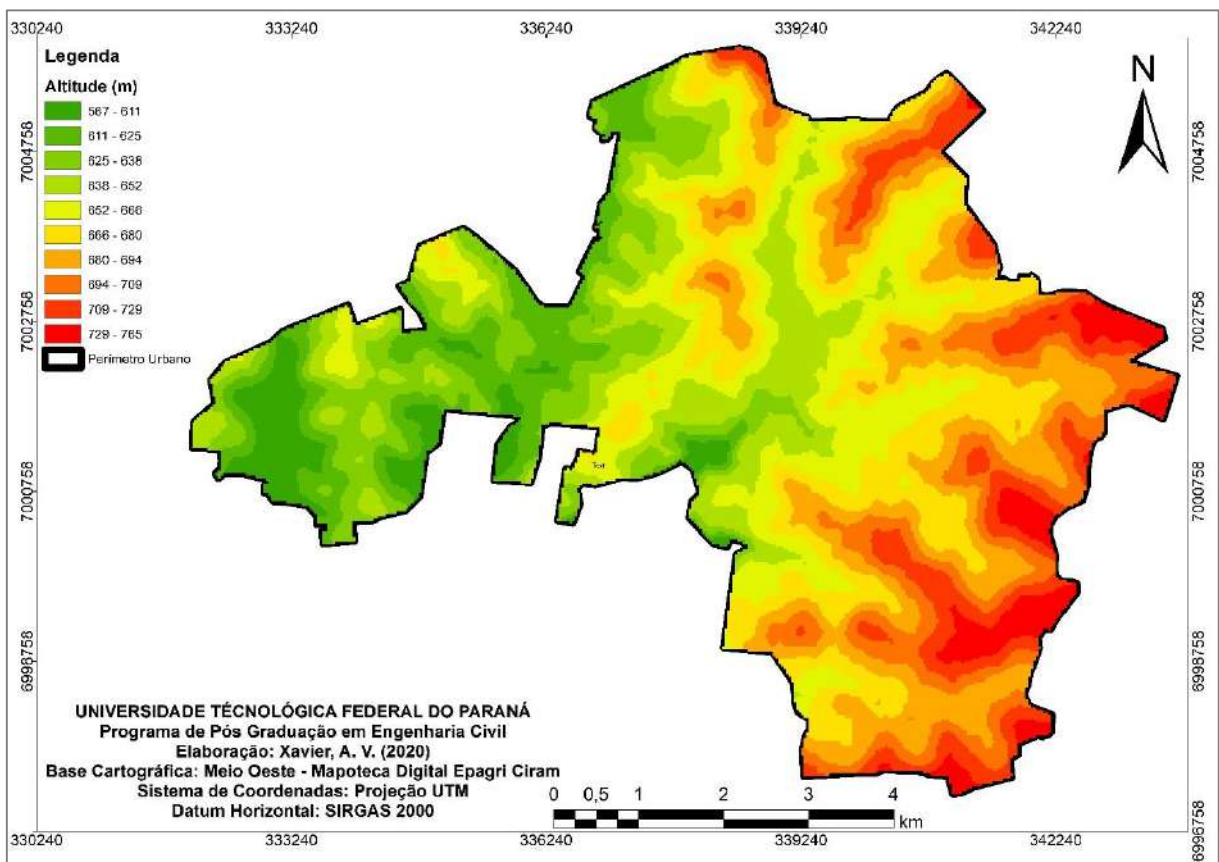 330240 333240 336240 339240 342240
Legenda
Altitude (m)
567 - 611
611 - 625
625 - 638
638 - 652
652 - 666
666 - 680
680 - 694
694 - 709
709 - 729
729 - 765
Perímetro Urbano
N
7004758
7002758
7000758
6998758
7004758
7002758
7000758
6998758
6996758
Text
UNIVERSIDADE TÉCNOLÓGICA FEDERAL DO PARANÁ
Programa de Pós Graduação em Engenharia Civil
Elaboração: Xavier, A. V. (2020)
Base Cartográfica: Meio Oeste - Mapoteca Digital Epagri Ciram
Sistema de Coordenadas: Projeção UTM
Datum Horizontal: SIRGAS 2000
0 0,5 1 2 3 4
km
330240 333240 336240 339240 342240